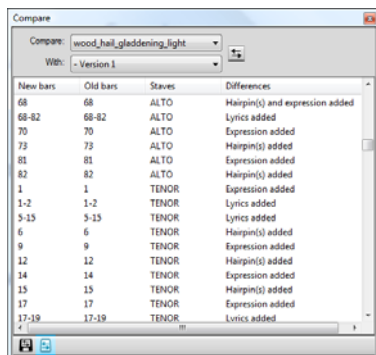 Compare
Compare: wood_hail_gladdening_light
With: - Version 1
New bars Old bars Staves Differences
68 68 ALTO Hairpin(s) and expression added
68-82 68-82 ALTO Lyrics added
70 70 ALTO Expression added
73 73 ALTO Hairpin(s) added
81 81 ALTO Expression added
82 82 ALTO Hairpin(s) added
1 1 TENOR Expression added
1-2 1-2 TENOR Lyrics added
5-15 5-15 TENOR Lyrics added
6 6 TENOR Hairpin(s) added
9 9 TENOR Expression added
12 12 TENOR Hairpin(s) added
14 14 TENOR Expression added
15 15 TENOR Hairpin(s) added
17 17 TENOR Expression added
17-19 17-19 TENOR Lyrics added